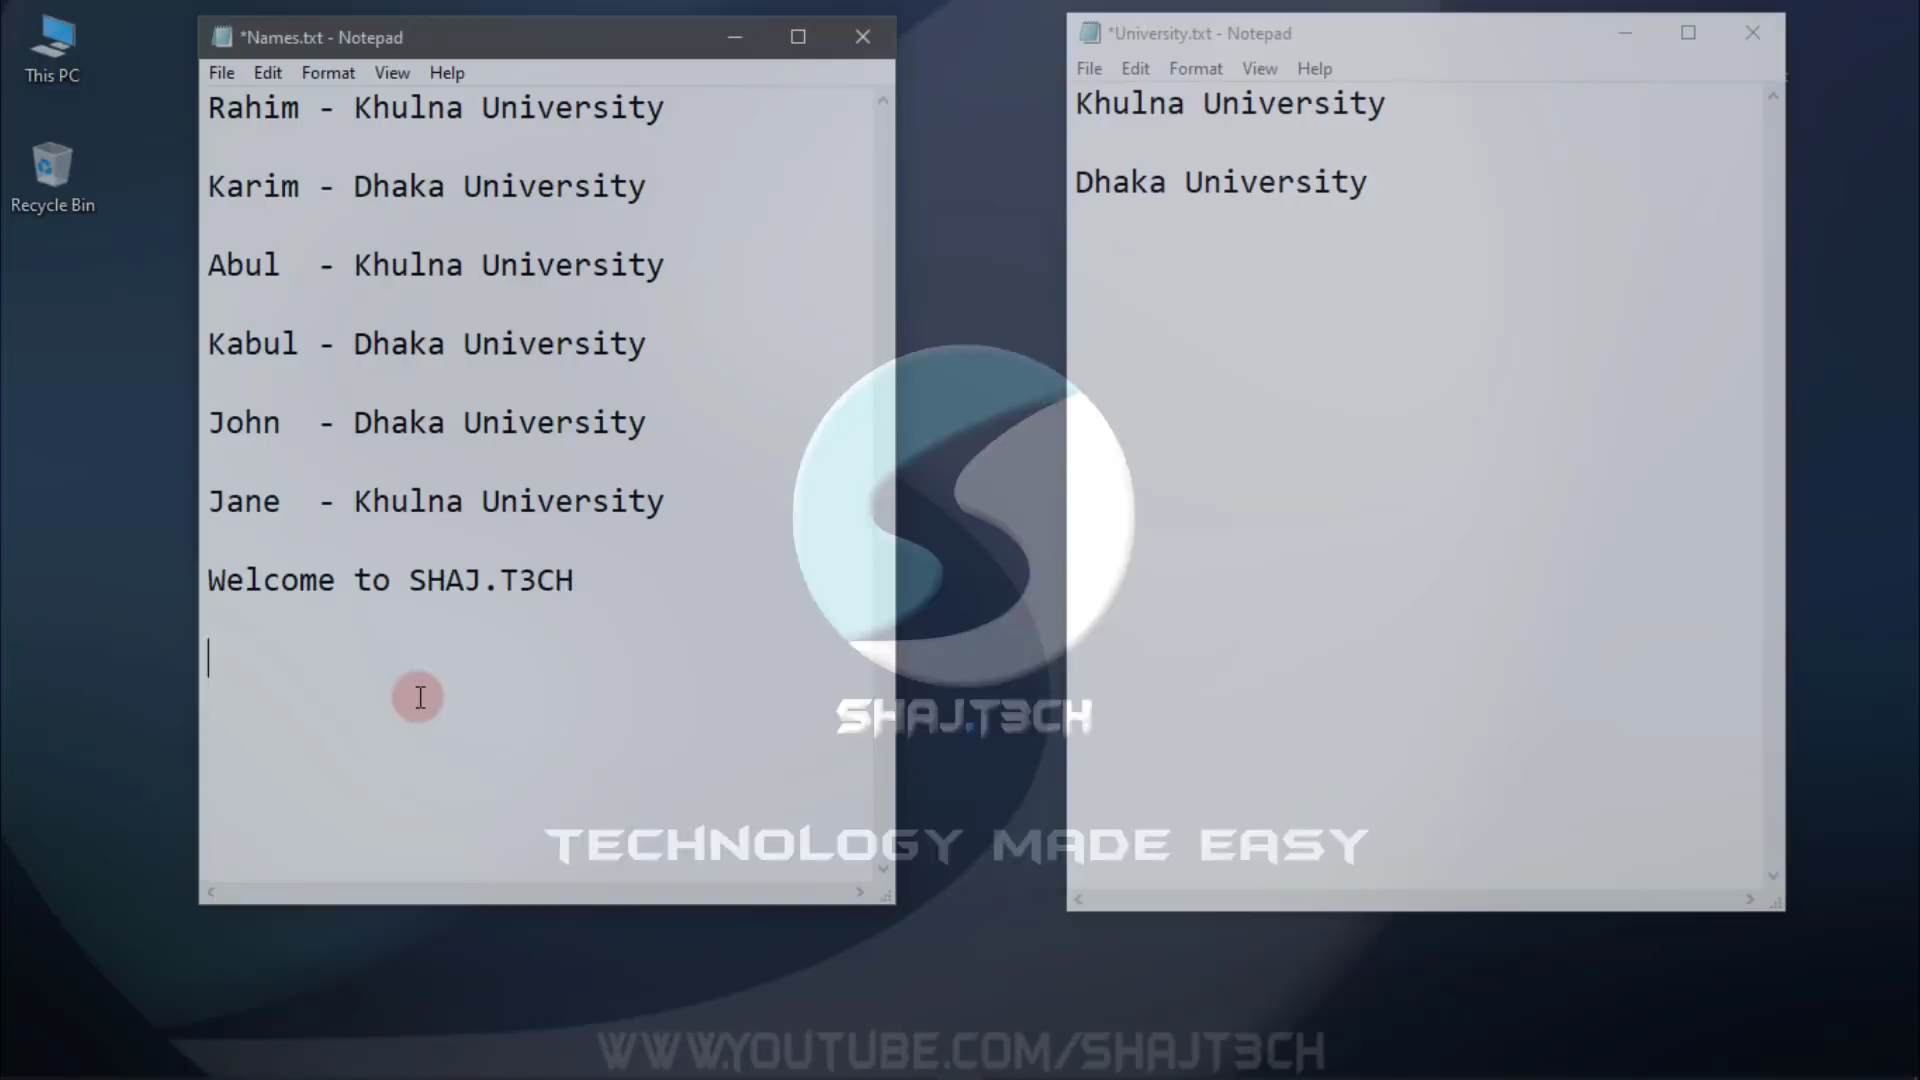 This PC
Recycle Bin
*Names.txt - Notepad
File Edit Format View Help
Rahim - Khulna University
Karim - Dhaka University
Abul  - Khulna University
Kabul - Dhaka University
John  - Dhaka University
Jane  - Khulna University
Welcome to SHAJ.T3CH
*University.txt - Notepad
File Edit Format View Help
Khulna University
Dhaka University
SHAJ.T3CH
TECHNOLOGY MADE EASY
WWW.YOUTUBE.COM/SHAJT3CH